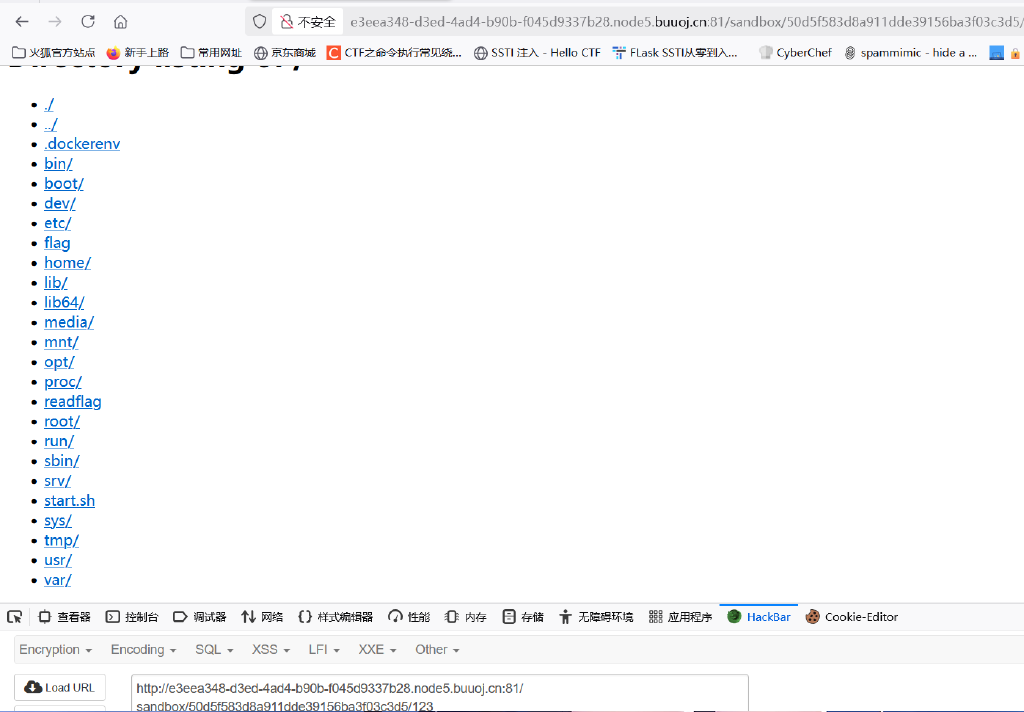 不安全 e3eea348-d3ed-4ad4-b90b-f045d9337b28.node5.buuoj.cn:81/sandbox/50d5f583d8a911dde39156ba3f03c3d5/
火狐官方站点 新手上路 常用网址 京东商城 CTF之命令执行常见绕... SSTI 注入 - Hello CTF FLask SSTI从零到入... CyberChef spammimic - hide a ...
Directory listing of /
./
../
.dockerenv
bin/
boot/
dev/
etc/
flag
home/
lib/
lib64/
media/
mnt/
opt/
proc/
readflag
root/
run/
sbin/
srv/
start.sh
sys/
tmp/
usr/
var/
查看器 控制台 调试器 网络 样式编辑器 性能 内存 存储 无障碍环境 应用程序 HackBar Cookie-Editor
Encryption Encoding SQL XSS LFI XXE Other
Load URL http://e3eea348-d3ed-4ad4-b90b-f045d9337b28.node5.buuoj.cn:81/
sandbox/50d5f583d8a911dde39156ba3f03c3d5/123